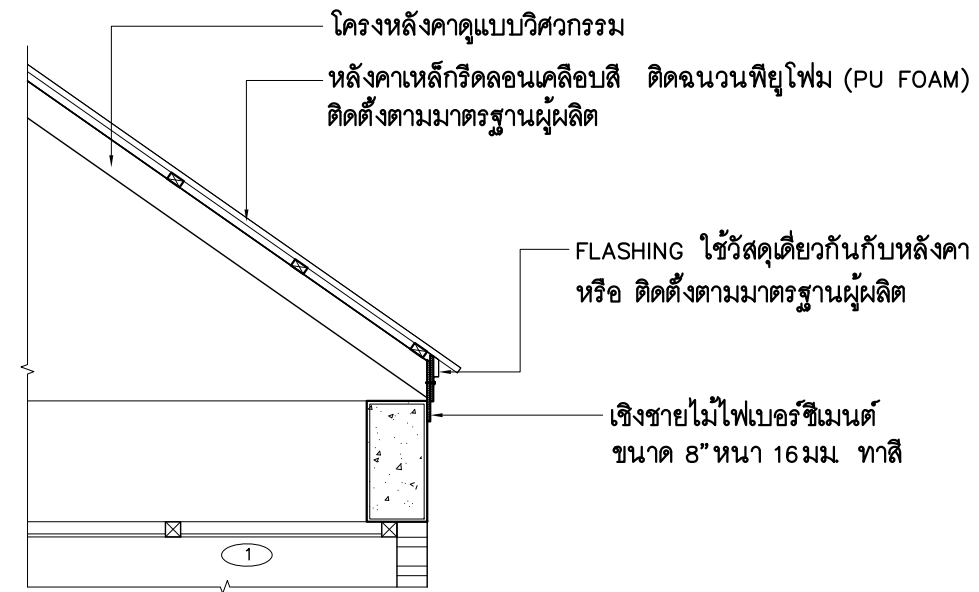 โครงหลังคาดูแบบวิศวกรรม
หลังคาเหล็กรีดลอนเคลือบสี ติดฉนวนพียูโฟม (PU FOAM)
ติดตั้งตามมาตรฐานผู้ผลิต
FLASHING ใช้วัสดุเดี่ยวกันกับหลังคา
หรือ ติดตั้งตามมาตรฐานผู้ผลิต
เชิงชายไม้ไฟเบอร์ซีเมนต์
ขนาด 8" หนา 16 มม. ทาสี
1